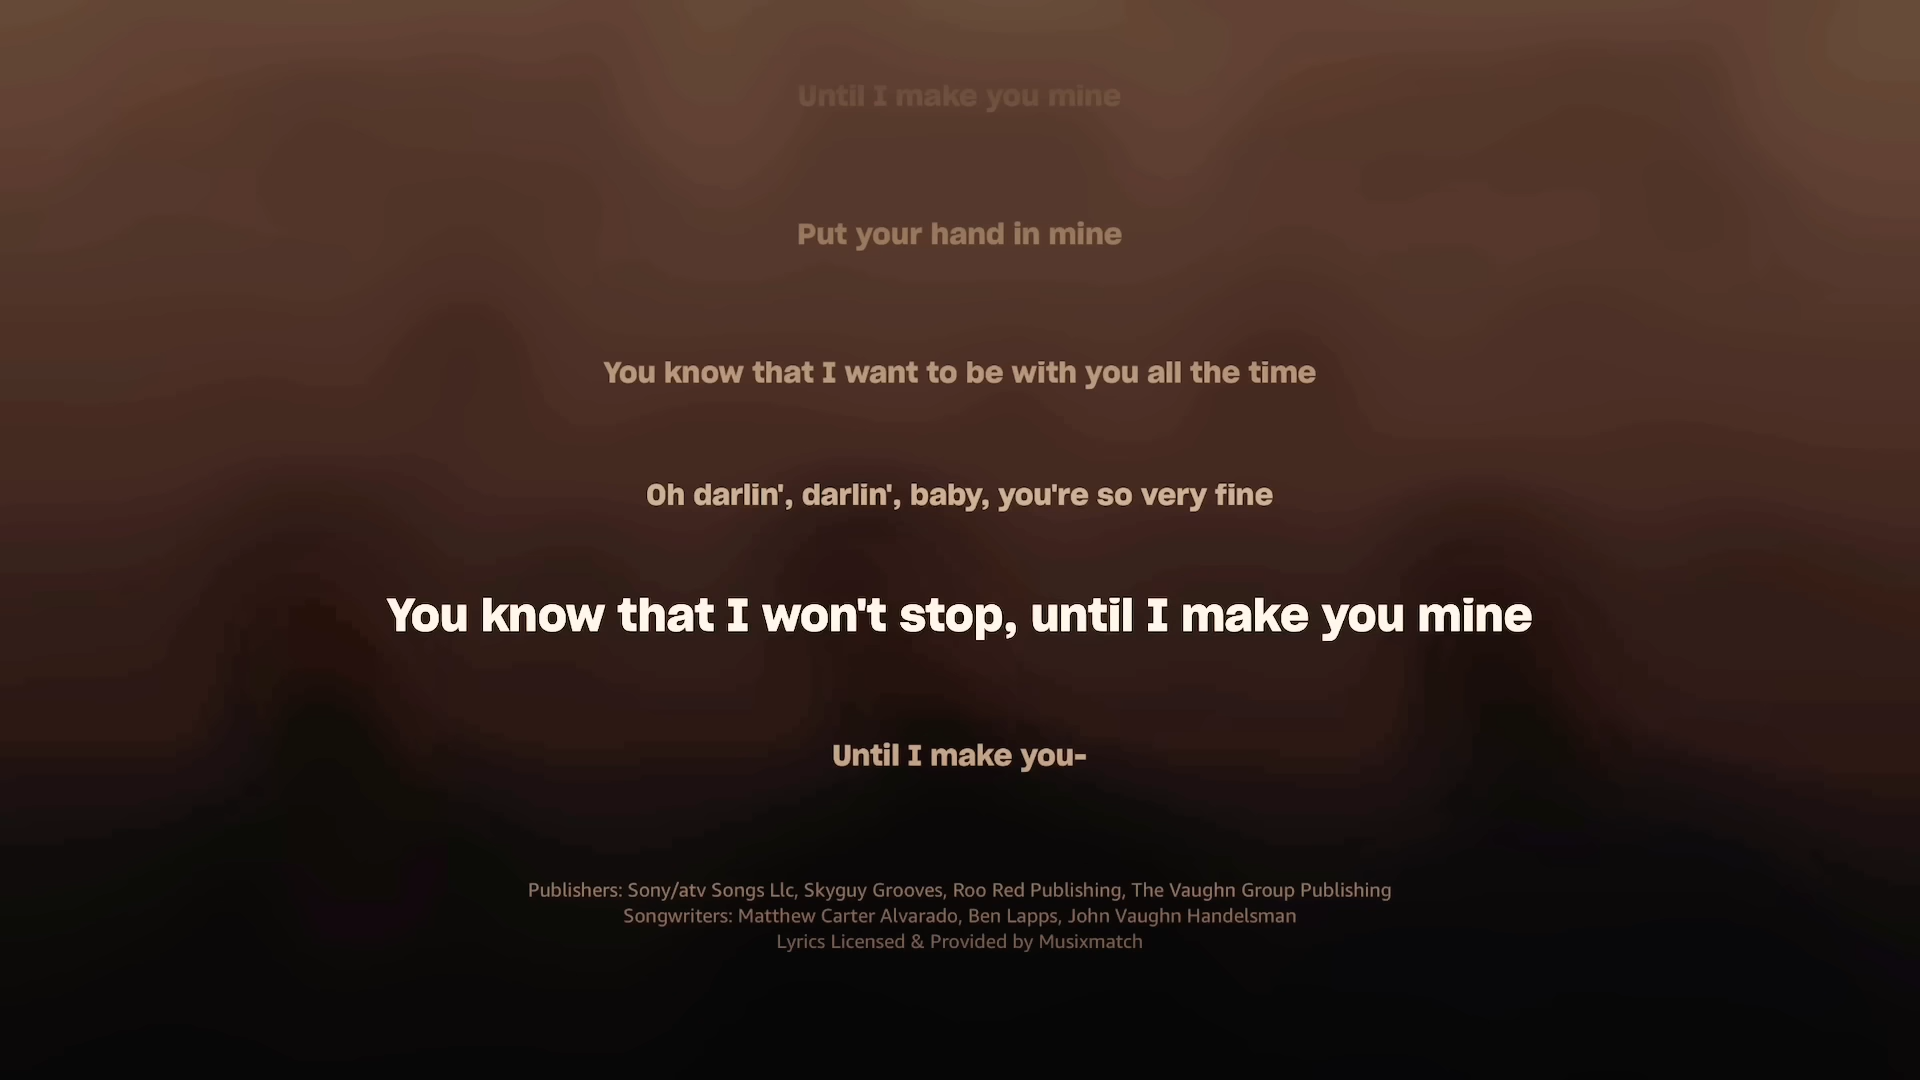 Until I make you mine
Put your hand in mine
You know that I want to be with you all the time
Oh darlin', darlin', baby, you're so very fine
You know that I won't stop, until I make you mine
Until I make you-
Publishers: Sony/atv Songs Llc, Skyguy Grooves, Roo Red Publishing, The Vaughn Group Publishing
Songwriters: Matthew Carter Alvarado, Ben Lapps, John Vaughn Handelsman
Lyrics Licensed & Provided by Musixmatch